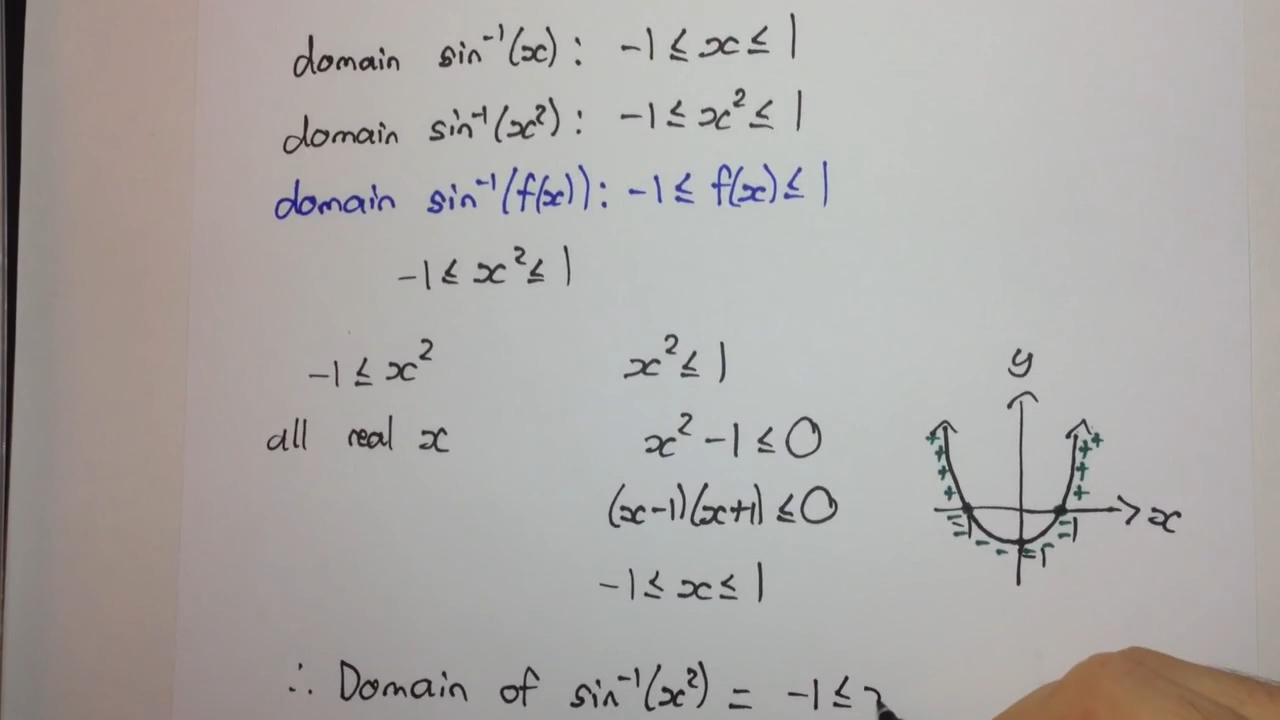 domain sin⁻¹(x): -1 ≤ x ≤ 1
domain sin⁻¹(x²): -1 ≤ x² ≤ 1
domain sin⁻¹(f(x)): -1 ≤ f(x) ≤ 1
-1 ≤ x² ≤ 1
-1 ≤ x²
all real x
x² ≤ 1
x² -1 ≤ 0
(x-1)(x+1) ≤ 0
-1 ≤ x ≤ 1
y
x
-1
1
-1
∴ Domain of sin⁻¹(x²) = -1 ≤